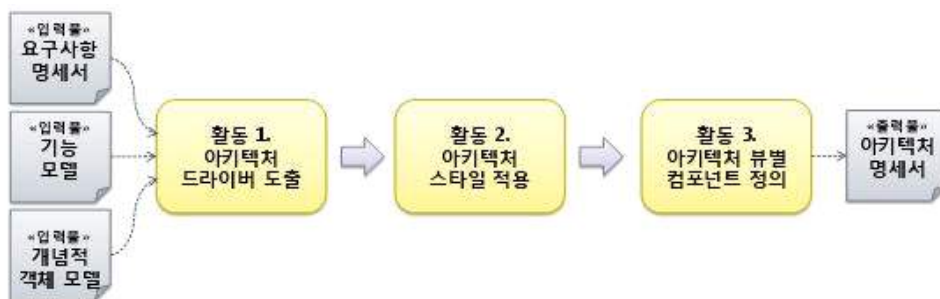 «입력물»
요구사항
명세서
«입력물»
기능
모델
«입력물»
개념적
객체 모델
활동 1.
아키텍처
드라이버 도출
활동 2.
아키텍처
스타일 적용
활동 3.
아키텍처 뷰별
컴포넌트 정의
«출력물»
아키텍처
명세서